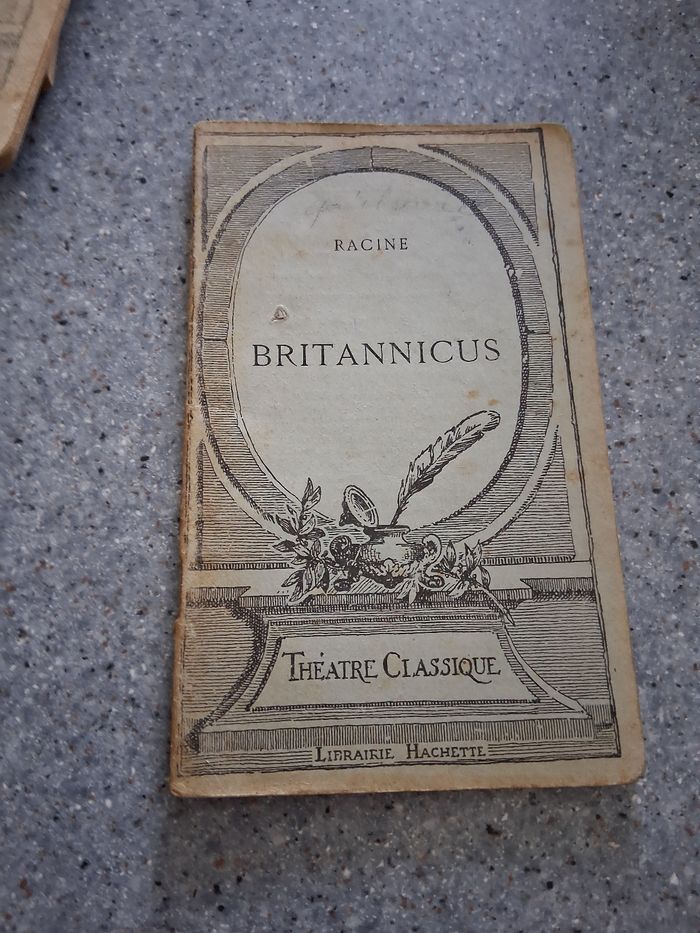 RACINE
BRITANNICUS
THÉATRE CLASSIQUE
LIBRAIRIE HACHETTE